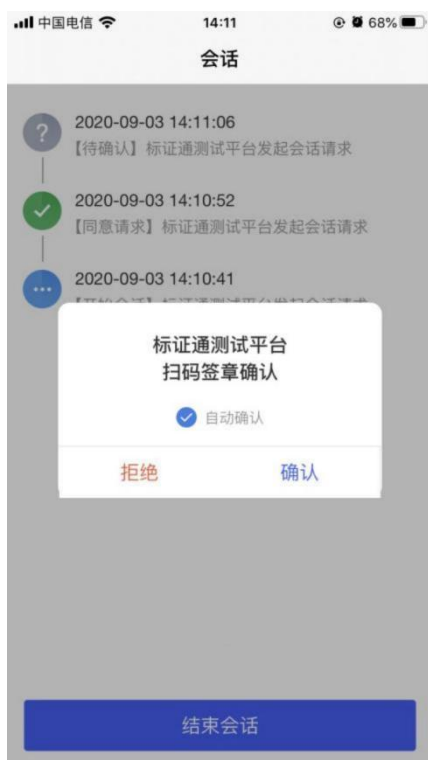 中国电信
14:11
68%
会话
2020-09-03 14:11:06
【待确认】标证通测试平台发起会话请求
2020-09-03 14:10:52
【同意请求】标证通测试平台发起会话请求
2020-09-03 14:10:41
标证通测试平台
扫码签章确认
自动确认
拒绝
确认
结束会话